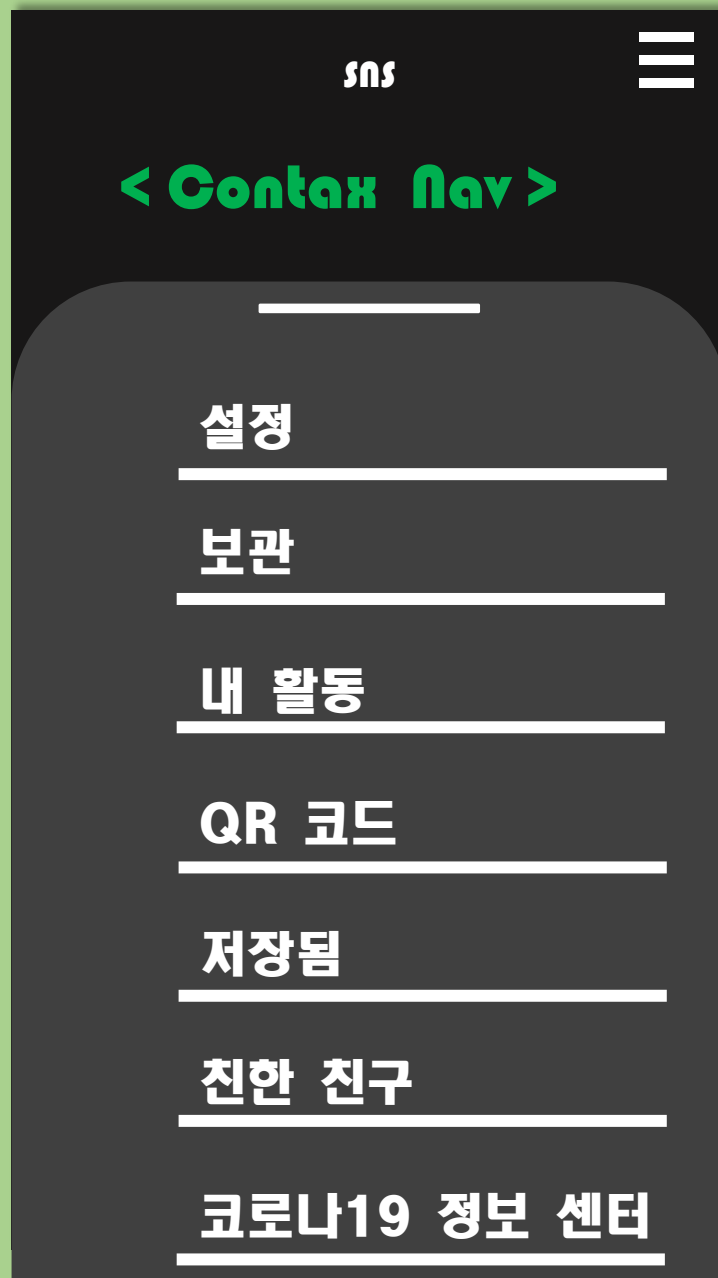 sns
< Contax Nav >
설정
보관
내 활동
QR 코드
저장됨
친한 친구
코로나19 정보 센터